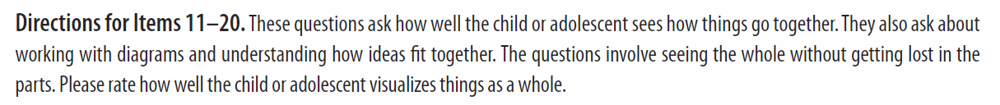 Directions for Items 11–20. These questions ask how well the child or adolescent sees how things go together. They also ask about
working with diagrams and understanding how ideas fit together. The questions involve seeing the whole without getting lost in the
parts. Please rate how well the child or adolescent visualizes things as a whole.